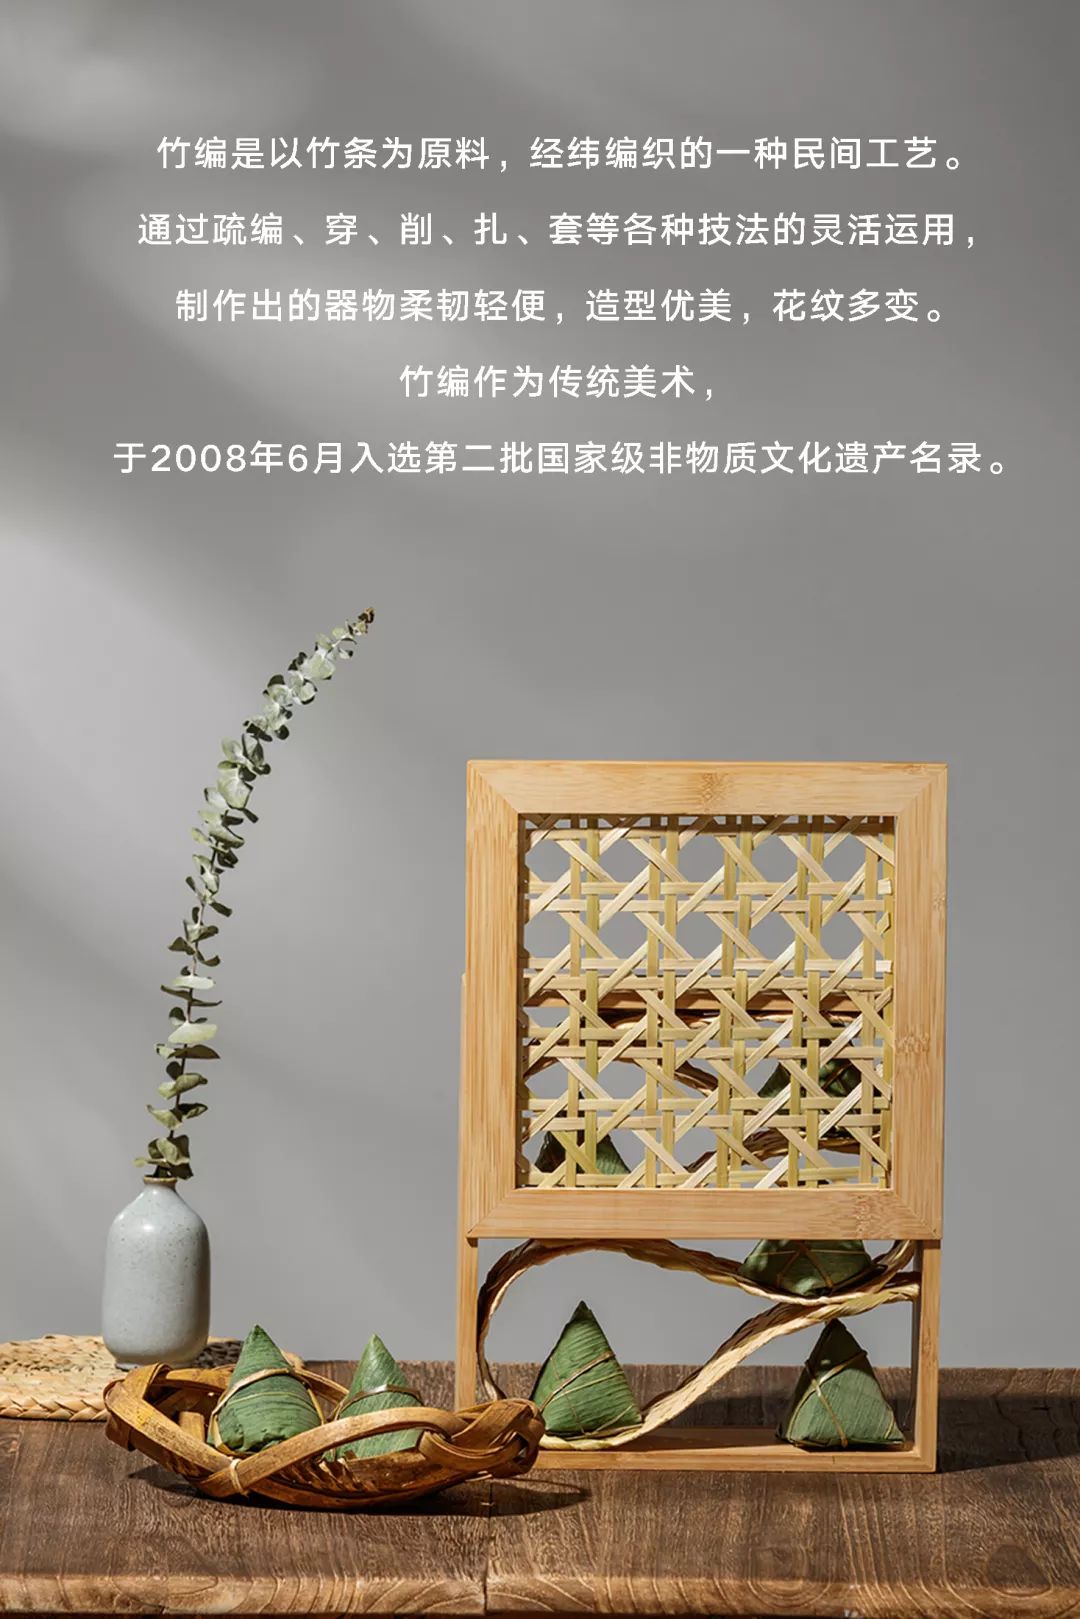 竹编是以竹条为原料，经纬编织的一种民间工艺。
通过疏编、穿、削、扎、套等各种技法的灵活运用，
制作出的器物柔韧轻便，造型优美，花纹多变。
竹编作为传统美术，
于2008年6月入选第二批国家级非物质文化遗产名录。